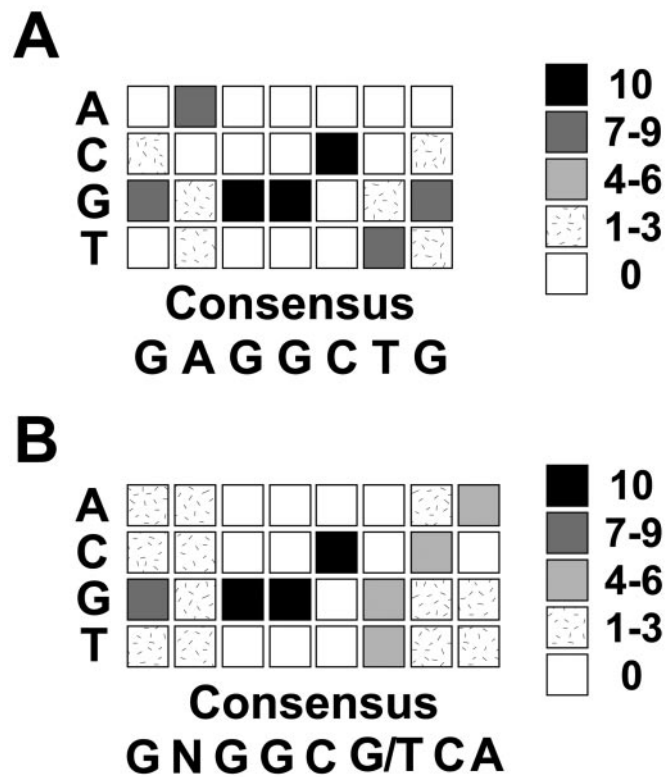 A
A
C
G
T
10
7-9
4-6
1-3
0
Consensus
G A G G C T G
B
A
C
G
T
10
7-9
4-6
1-3
0
Consensus
G N G G C G/T C A